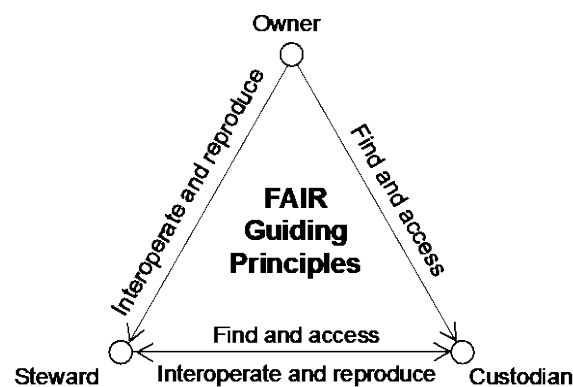 Owner
Interoperate and reproduce
Find and access
FAIR
Guiding
Principles
Find and access
Steward
Interoperate and reproduce
Custodian